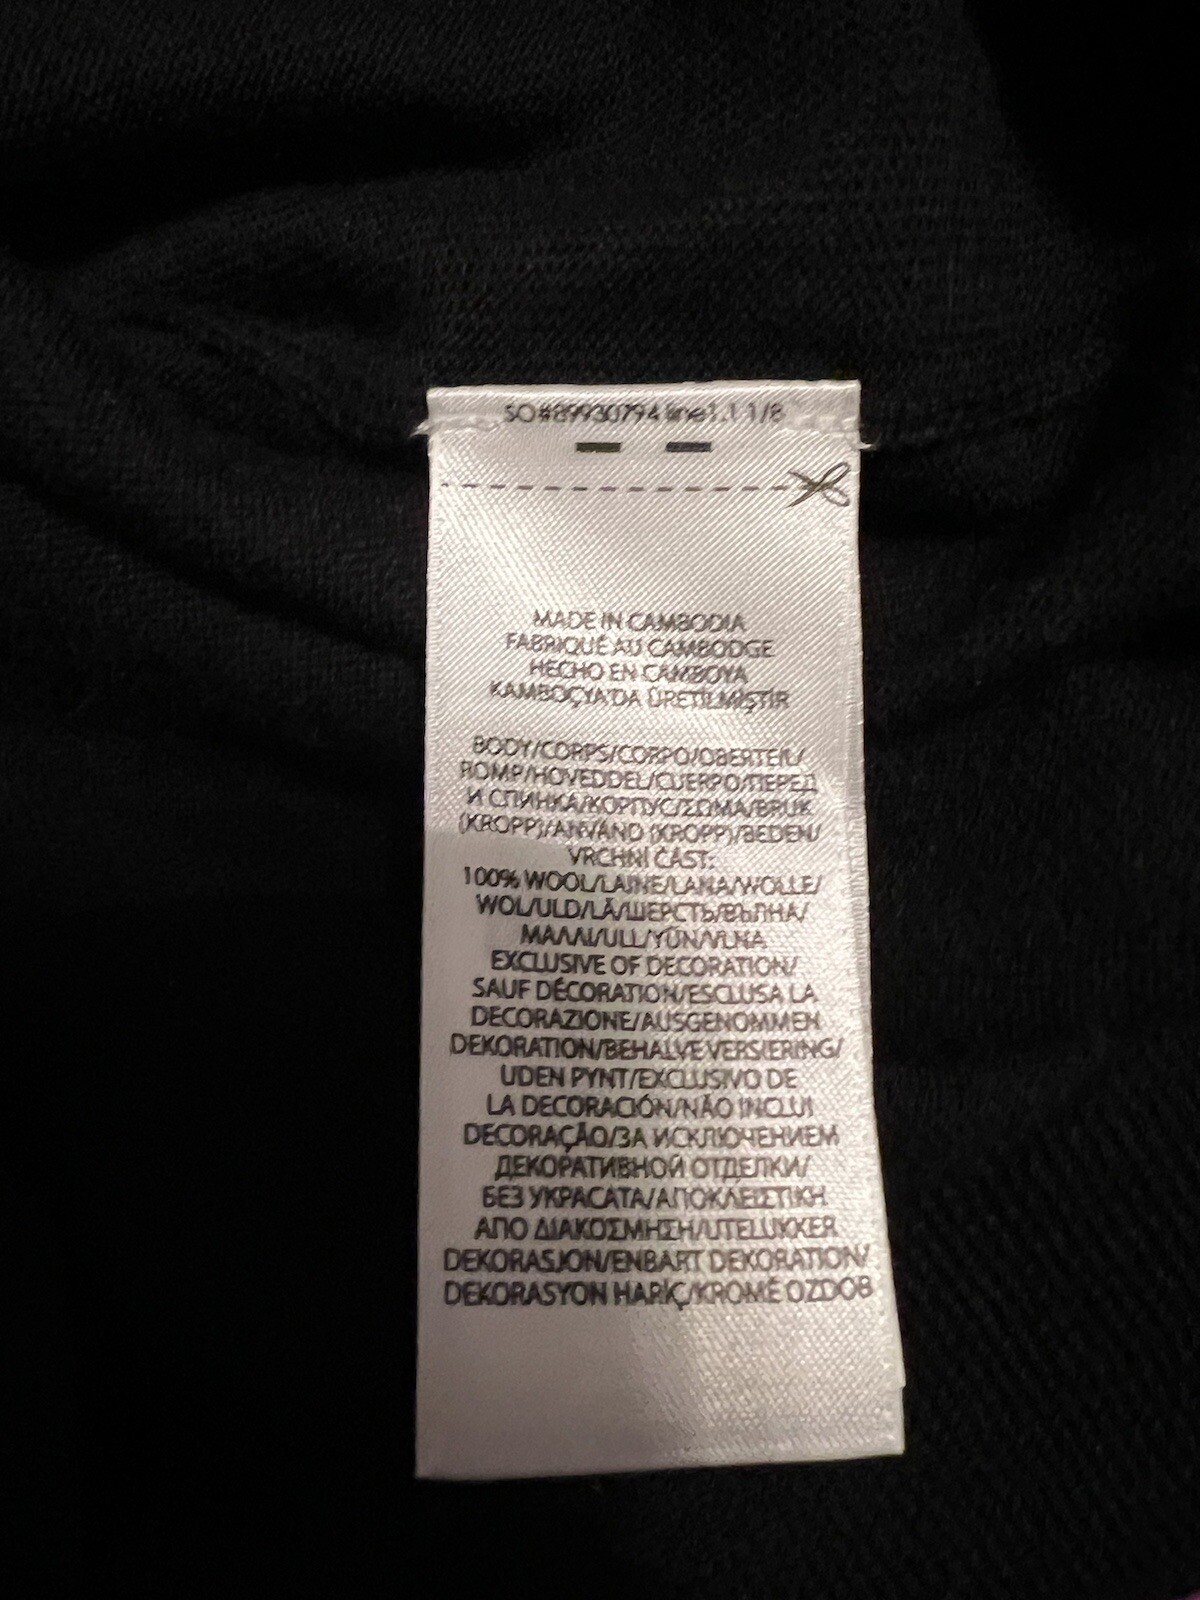 SO#89930794 line1.1 1/8
MADE IN CAMBODIA
FABRIQUÉ AU CAMBODGE
HECHO EN CAMBOYA
KAMBOÇYA'DA ÜRETİLMİŞTİR
BODY/CORPS/CORPO/OBERTEIL/
ROMP/HOVEDDEL/CUERPO/ПЕРЕД
И СПИНКА/КОРПУС/ΣΩΜΑ/BRUK
(KROPP)/ANVÄND (KROPP)/BEDEN/
VRCHNÍ ČÁST:
100% WOOL/LAINE/LANA/WOLLE/
WOL/ULD/LÃ/ШЕРСТЬ/ВЪЛНА/
ΜΑΛΛΙ/ULL/YÜN/VLNA
EXCLUSIVE OF DECORATION/
SAUF DÉCORATION/ESCLUSA LA
DECORAZIONE/AUSGENOMMEN
DEKORATION/BEHALVE VERSIERING/
UDEN PYNT/EXCLUSIVO DE
LA DECORACIÓN/NÃO INCLUI
DECORAÇÃO/ЗА ИСКЛЮЧЕНИЕМ
ДЕКОРАТИВНОЙ ОТДЕЛКИ/
БЕЗ УКРАСАТА/ΑΠΟΚΛΕΙΣΤΙΚΗ
ΑΠΟ ΔΙΑΚΟΣΜΗΣΗ/UTELUKKER
DEKORASJON/ENBART DEKORATION/
DEKORASYON HARİÇ/KROMĚ OZDOB